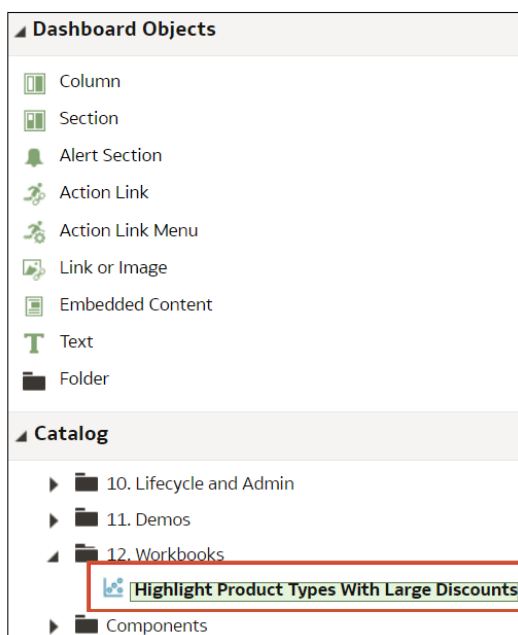 Dashboard Objects
Column
Section
Alert Section
Action Link
Action Link Menu
Link or Image
Embedded Content
Text
Folder
Catalog
10. Lifecycle and Admin
11. Demos
12. Workbooks
Highlight Product Types With Large Discounts
Components